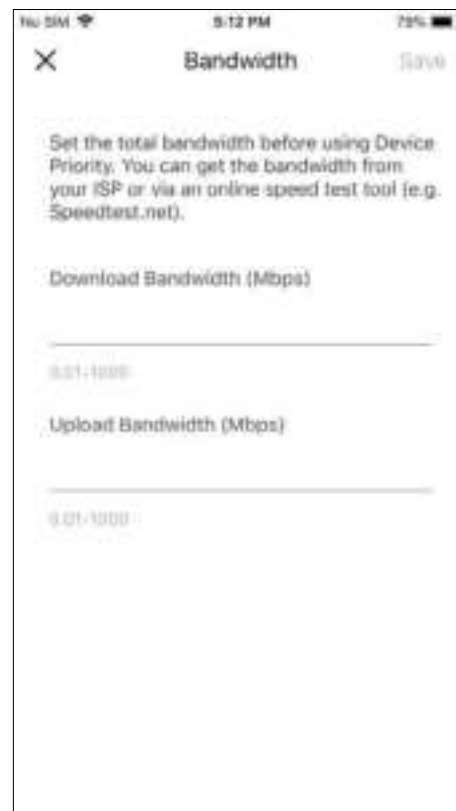 No SIM 5:12 PM 79%
Bandwidth Save
Set the total bandwidth before using Device
Priority. You can get the bandwidth from
your ISP or via an online speed test tool (e.g.
Speedtest.net).
Download Bandwidth (Mbps)
0.01-1000
Upload Bandwidth (Mbps)
0.01-1000